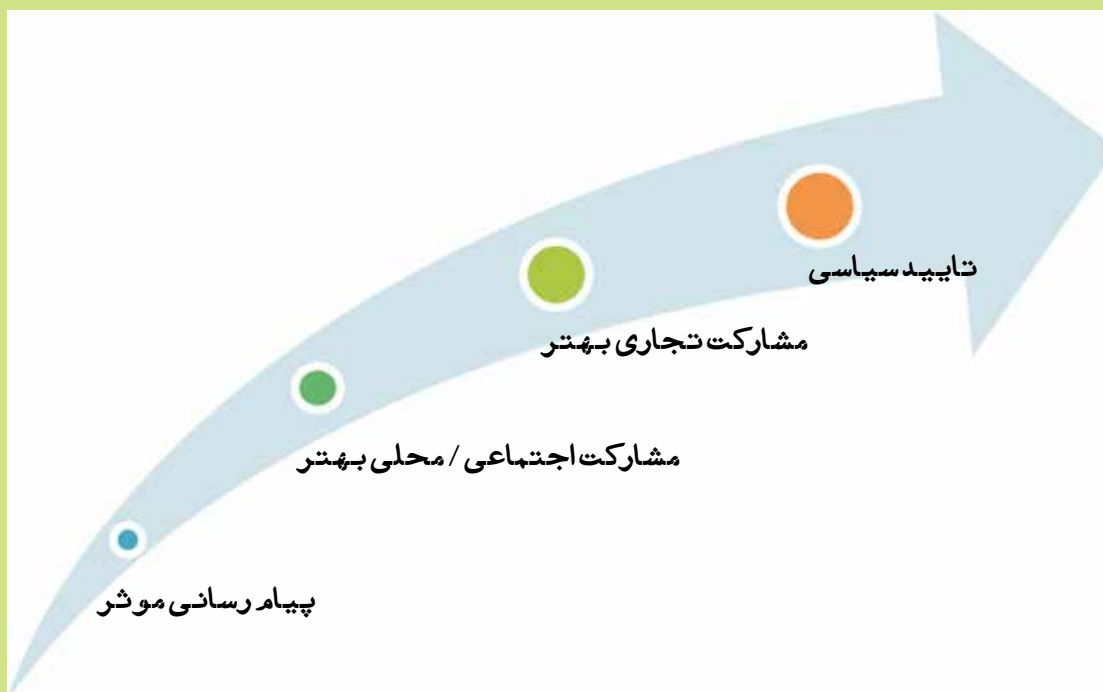 تایید سیاسی
مشارکت تجاری بهتر
مشارکت اجتماعی / محلی بهتر
پیام رسانی موثر